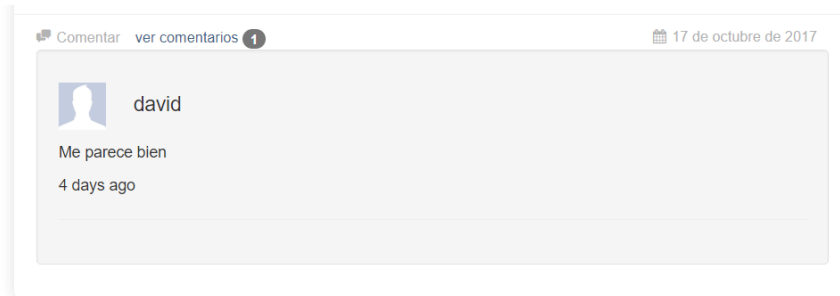 Comentar ver comentarios 1 17 de octubre de 2017
david
Me parece bien
4 days ago